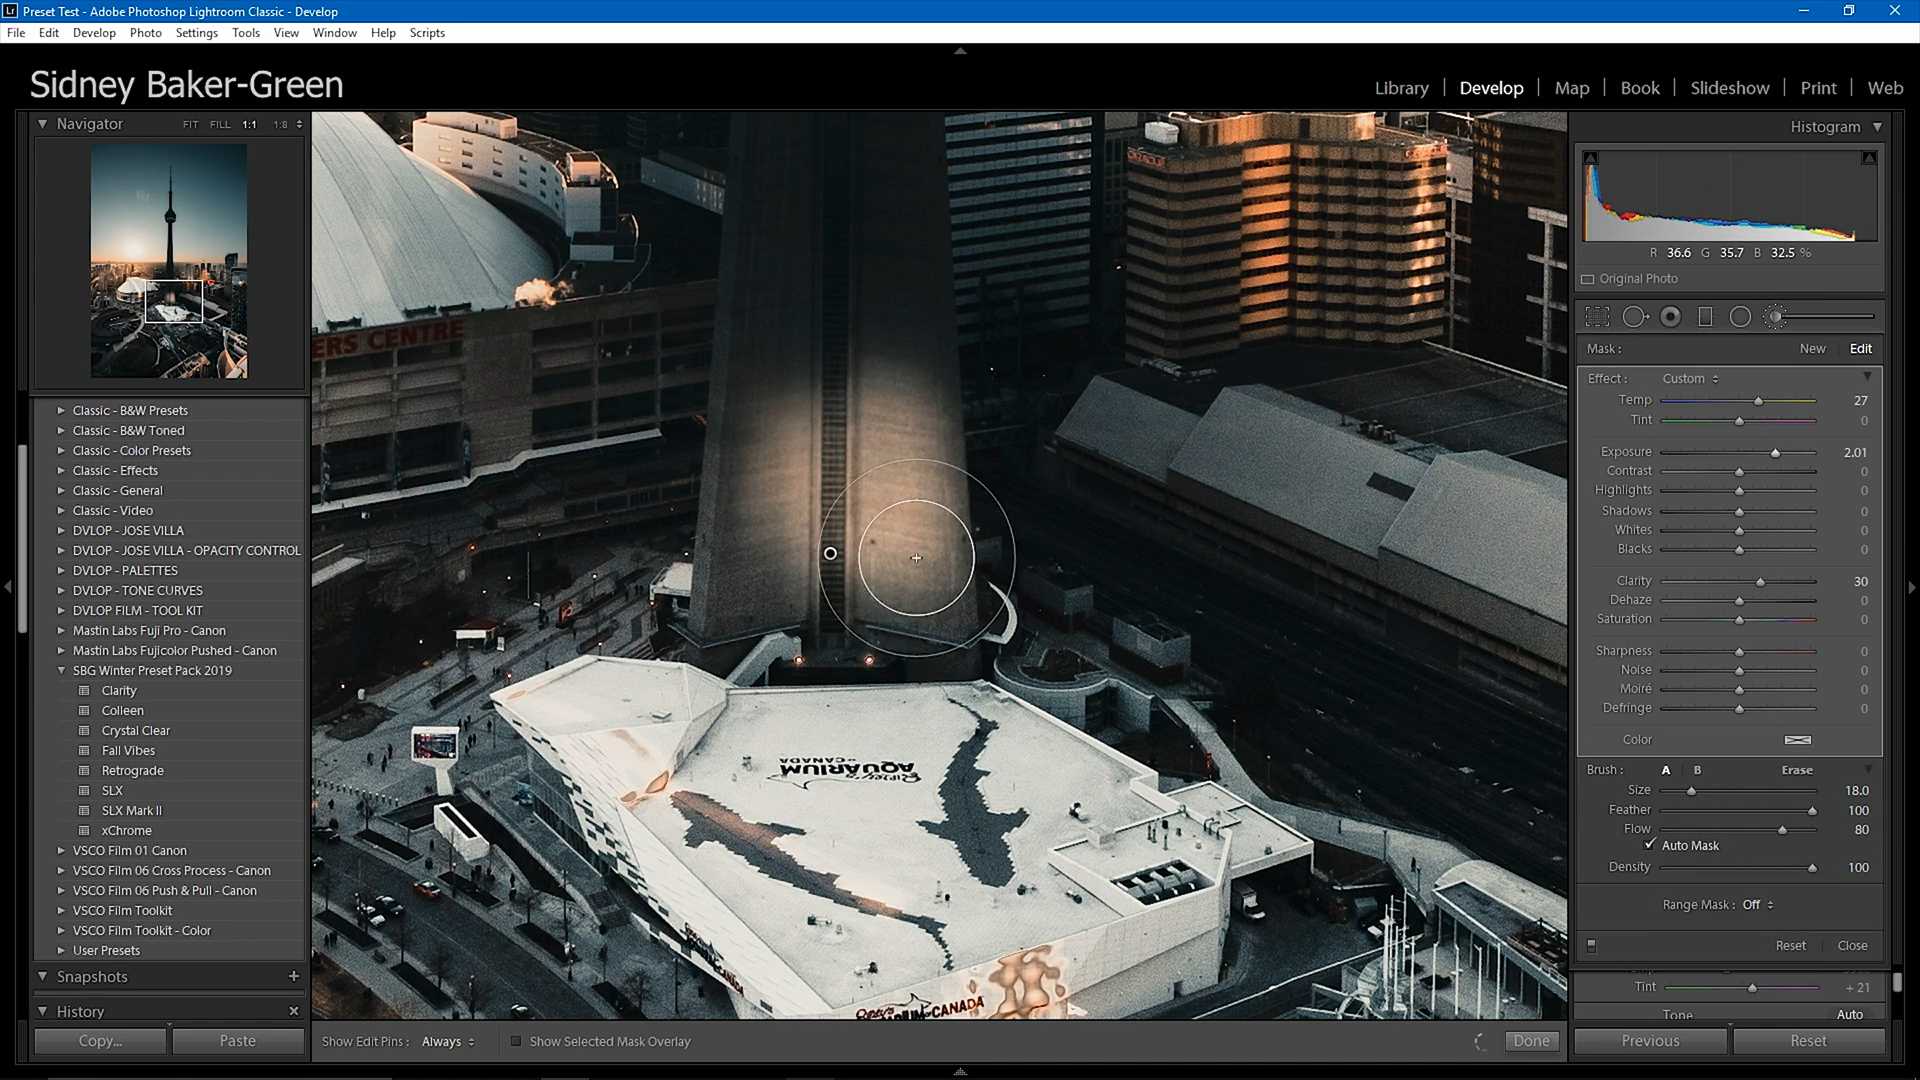 Preset Test - Adobe Photoshop Lightroom Classic - Develop
File Edit Develop Photo Settings Tools View Window Help Scripts
Sidney Baker-Green
Library Develop Map Book Slideshow Print Web
Navigator FIT FILL 1:1 1:8
Classic - B&W Presets
Classic - B&W Toned
Classic - Color Presets
Classic - Effects
Classic - General
Classic - Video
DVLOP - JOSE VILLA
DVLOP - JOSE VILLA - OPACITY CONTROL
DVLOP - PALETTES
DVLOP - TONE CURVES
DVLOP FILM - TOOL KIT
Mastin Labs Fuji Pro - Canon
Mastin Labs Fujicolor Pushed - Canon
SBG Winter Preset Pack 2019
Clarity
Colleen
Crystal Clear
Fall Vibes
Retrograde
SLX
SLX Mark II
xChrome
VSCO Film 01 Canon
VSCO Film 06 Cross Process - Canon
VSCO Film 06 Push & Pull - Canon
VSCO Film Toolkit
VSCO Film Toolkit - Color
User Presets
Snapshots
History
Copy... Paste
ERS CENTRE
ORACLE
Ripley's
AQUARIUM
OF CANADA
Ripley's
CANADA
Show Edit Pins : Always Show Selected Mask Overlay Done
Histogram
R 36.6 G 35.7 B 32.5 %
Original Photo
Mask : New Edit
Effect : Custom
Temp 27
Tint 0
Exposure 2.01
Contrast 0
Highlights 0
Shadows 0
Whites 0
Blacks 0
Clarity 30
Dehaze 0
Saturation 0
Sharpness 0
Noise 0
Moiré 0
Defringe 0
Color
Brush : A B Erase
Size 18.0
Feather 100
Flow 80
Auto Mask
Density 100
Range Mask : Off
Reset Close
Tint + 21
Tone Auto
Previous Reset